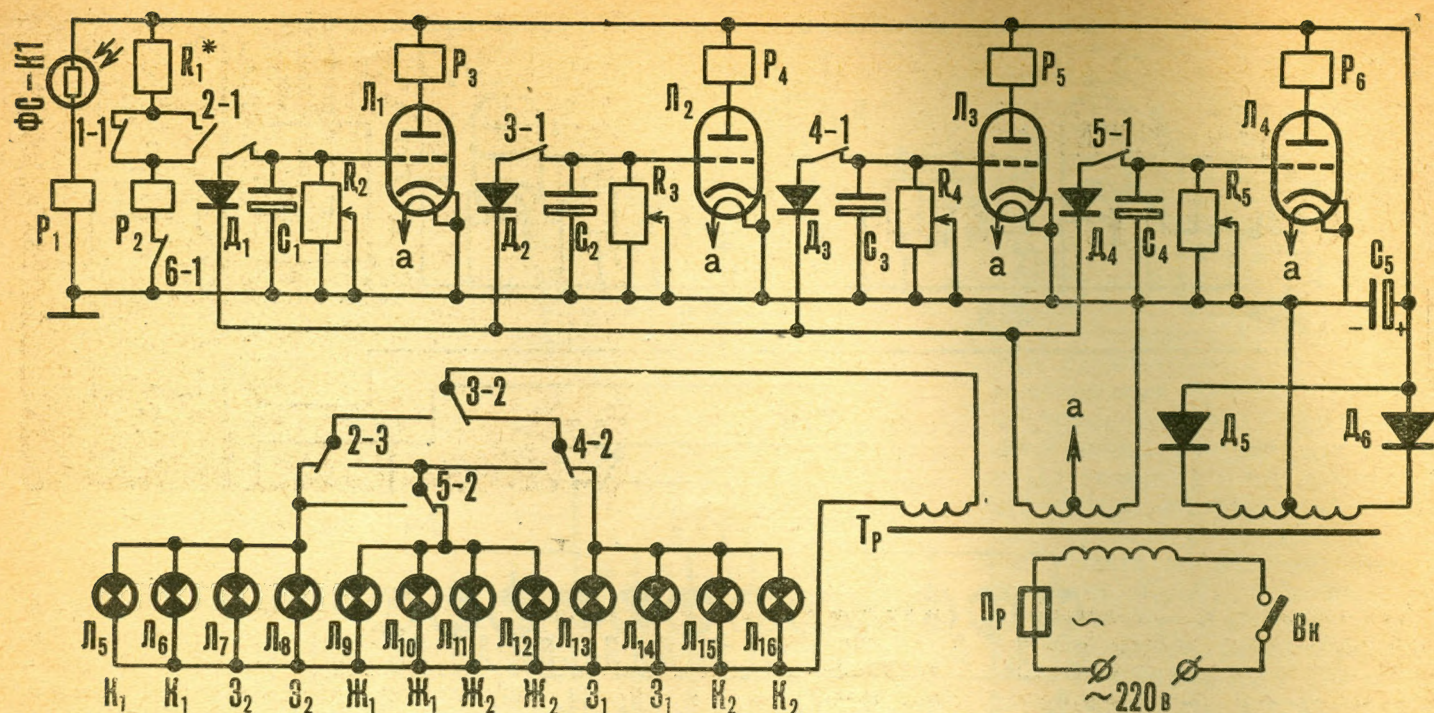 ФС-К1
R₁*
P₃
P₄
P₅
P₆
1-1
2-1
Л₁
Л₂
Л₃
Л₄
3-1
4-1
5-1
P₁
P₂
6-1
Д₁
C₁
R₂
Д₂
C₂
R₃
Д₃
C₃
R₄
Д₄
C₄
R₅
C₅
а
а
а
а
- +
3-2
2-3
4-2
5-2
а
Д₅
Д₆
Тр
Л₅ Л₆ Л₇ Л₈ Л₉ Л₁₀ Л₁₁ Л₁₂ Л₁₃ Л₁₄ Л₁₅ Л₁₆
К₁ К₁ З₂ З₂ Ж₁ Ж₁ Ж₂ Ж₂ З₁ З₁ К₂ К₂
Пр
~
Вк
~220в